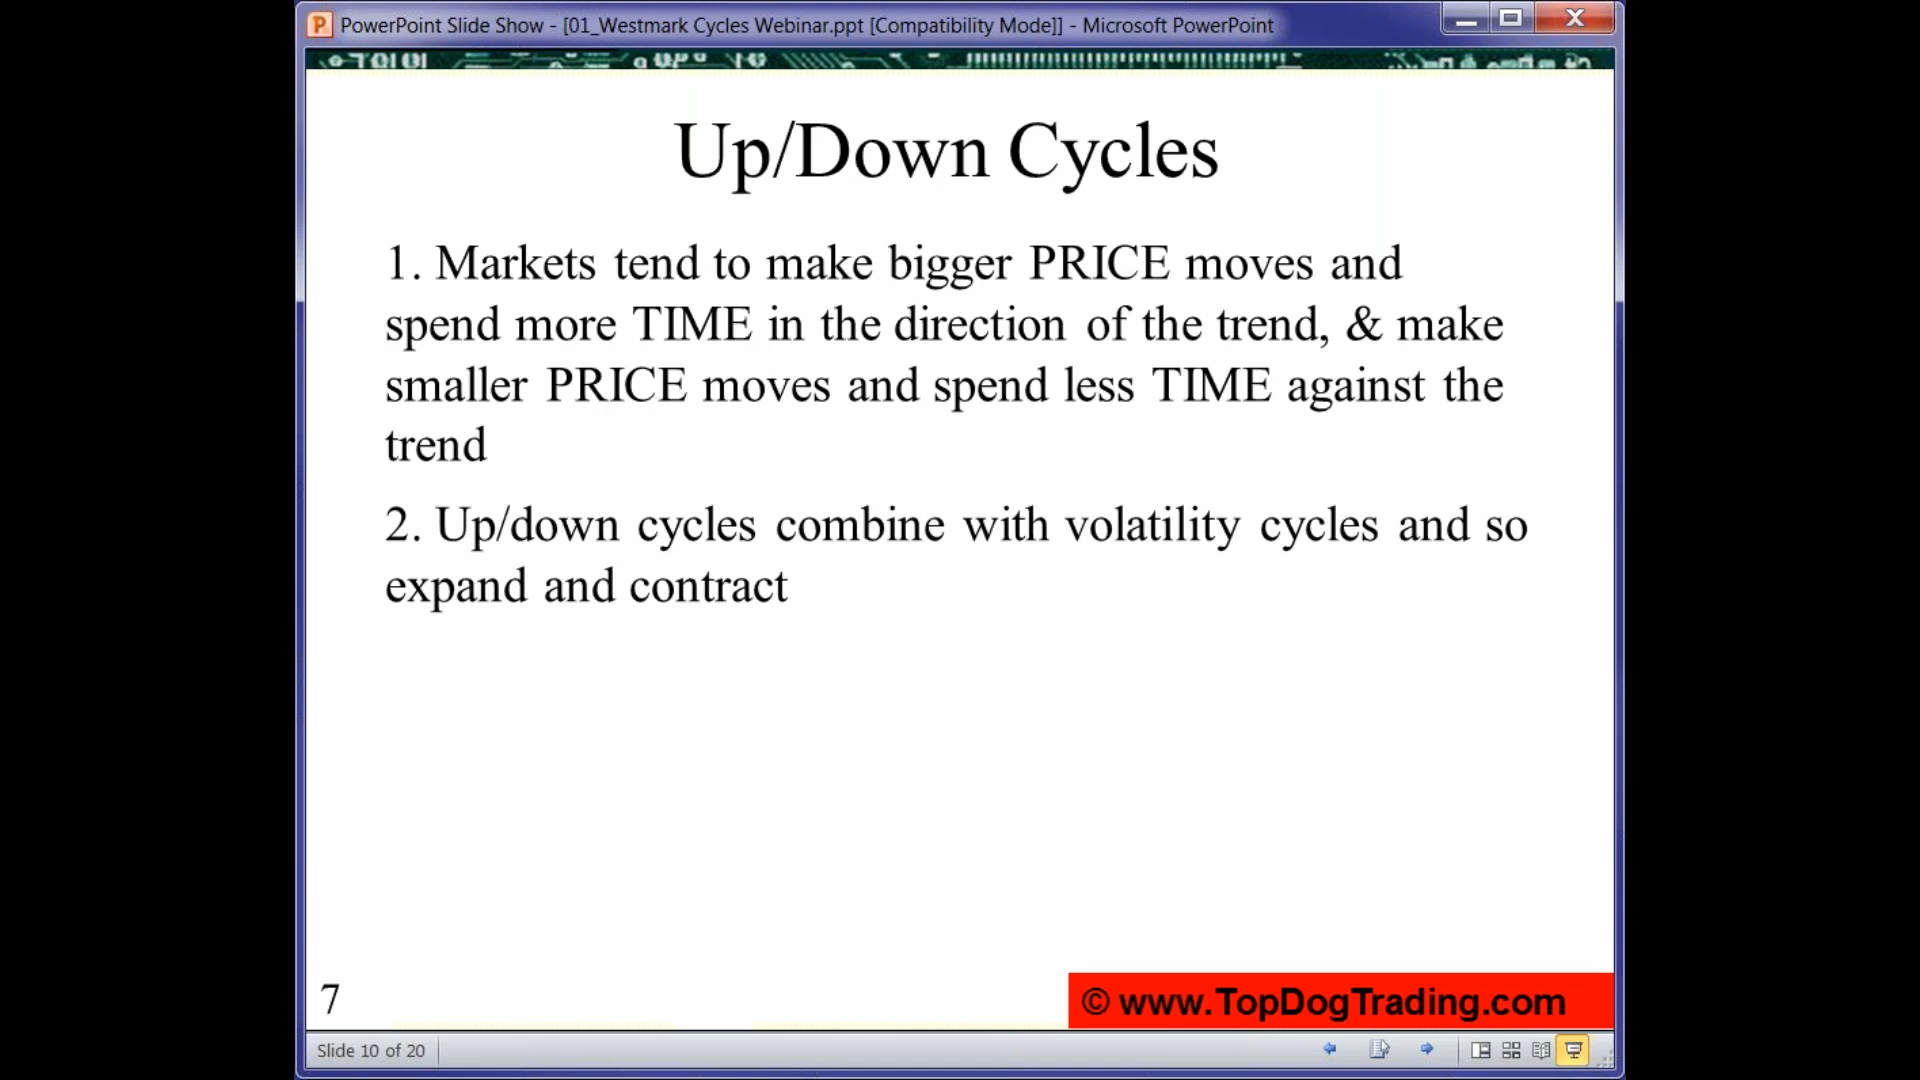 PowerPoint Slide Show - [01_Westmark Cycles Webinar.ppt [Compatibility Mode]] - Microsoft PowerPoint
Up/Down Cycles
1. Markets tend to make bigger PRICE moves and
spend more TIME in the direction of the trend, & make
smaller PRICE moves and spend less TIME against the
trend
2. Up/down cycles combine with volatility cycles and so
expand and contract
7
© www.TopDogTrading.com
Slide 10 of 20